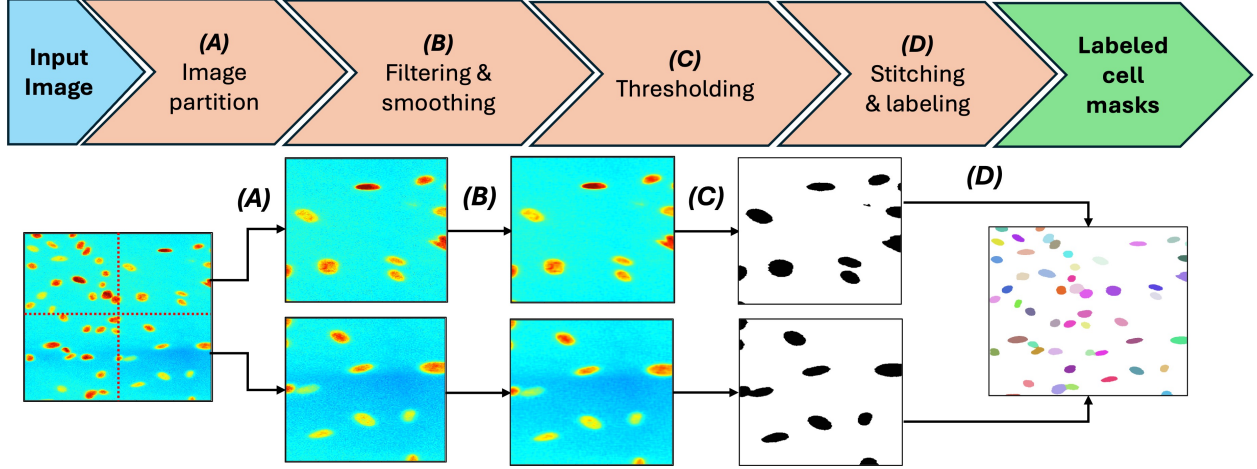 Input
Image
(A)
Image
partition
(B)
Filtering &
smoothing
(C)
Thresholding
(D)
Stitching
& labeling
Labeled
cell
masks
(A)
(B)
(C)
(D)